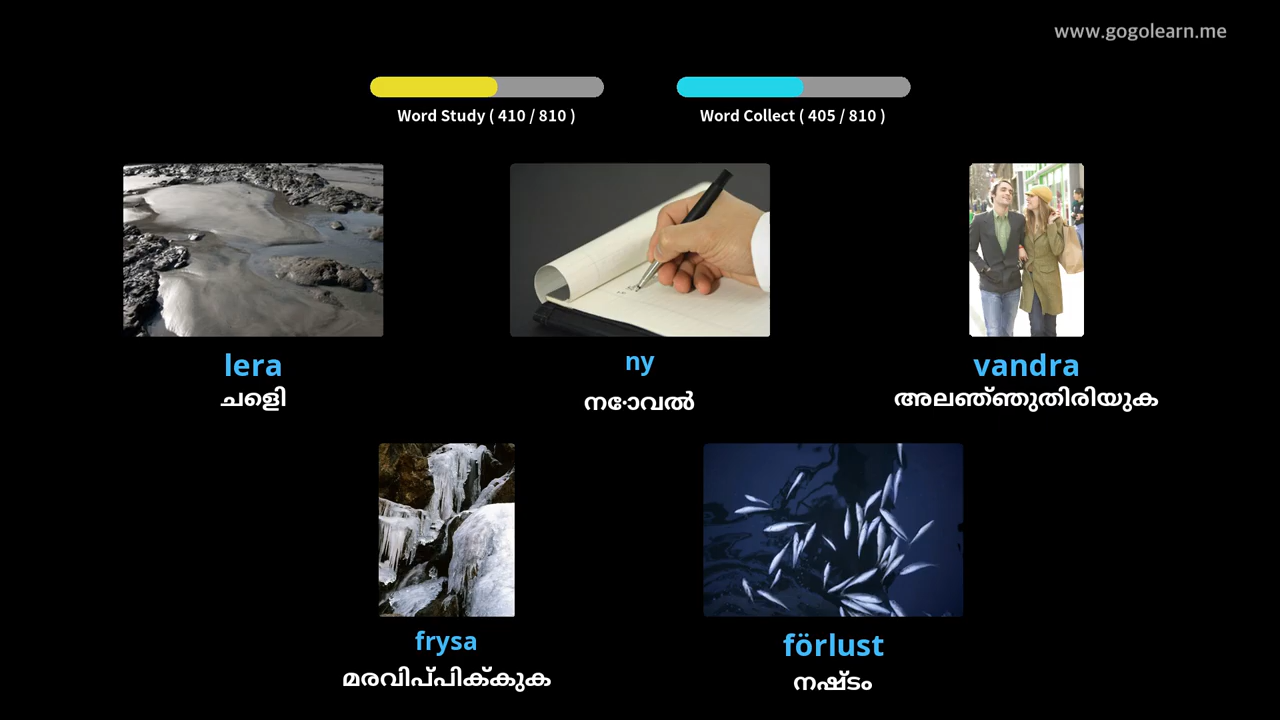 www.gogolearn.me
Word Study ( 410 / 810 )
Word Collect ( 405 / 810 )
lera
ചളി
ny
നോവൽ
vandra
അലഞ്ഞുതിരിയുക
frysa
മരവിപ്പിക്കുക
förlust
നഷ്ടം